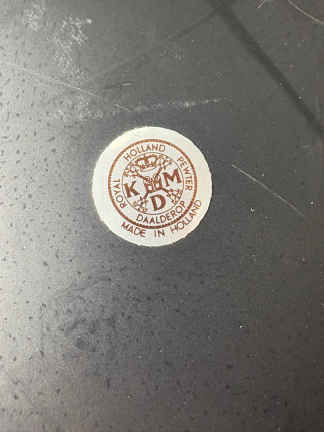 ROYAL HOLLAND PEWTER
K M
D
DAALDEROP
MADE IN HOLLAND